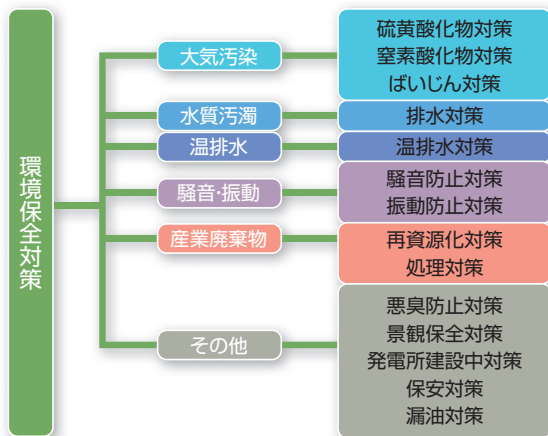 環境保全対策
大気汚染
硫黄酸化物対策
窒素酸化物対策
ばいじん対策
水質汚濁
排水対策
温排水
温排水対策
騒音・振動
騒音防止対策
振動防止対策
産業廃棄物
再資源化対策
処理対策
その他
悪臭防止対策
景観保全対策
発電所建設中対策
保安対策
漏油対策